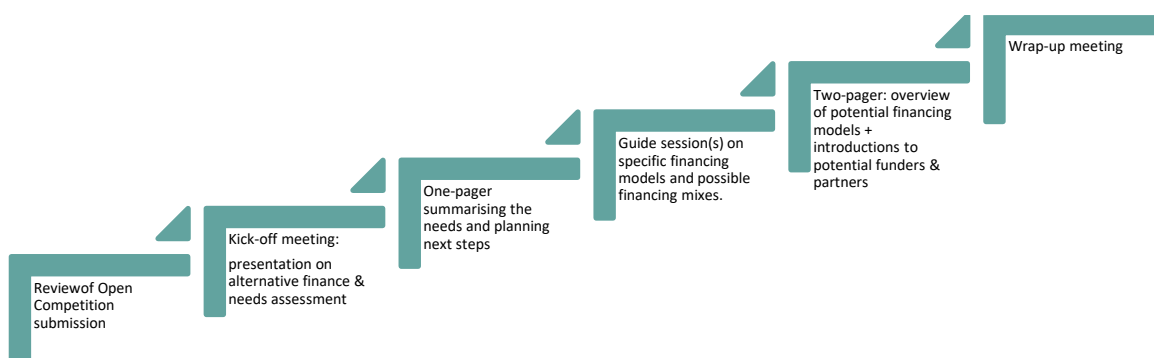 Reviewof Open
Competition
submission
Kick-off meeting:
presentation on
alternative finance &
needs assessment
One-pager
summarising the
needs and planning
next steps
Guide session(s) on
specific financing
models and possible
financing mixes.
Two-pager: overview
of potential financing
models +
introductions to
potential funders &
partners
Wrap-up meeting